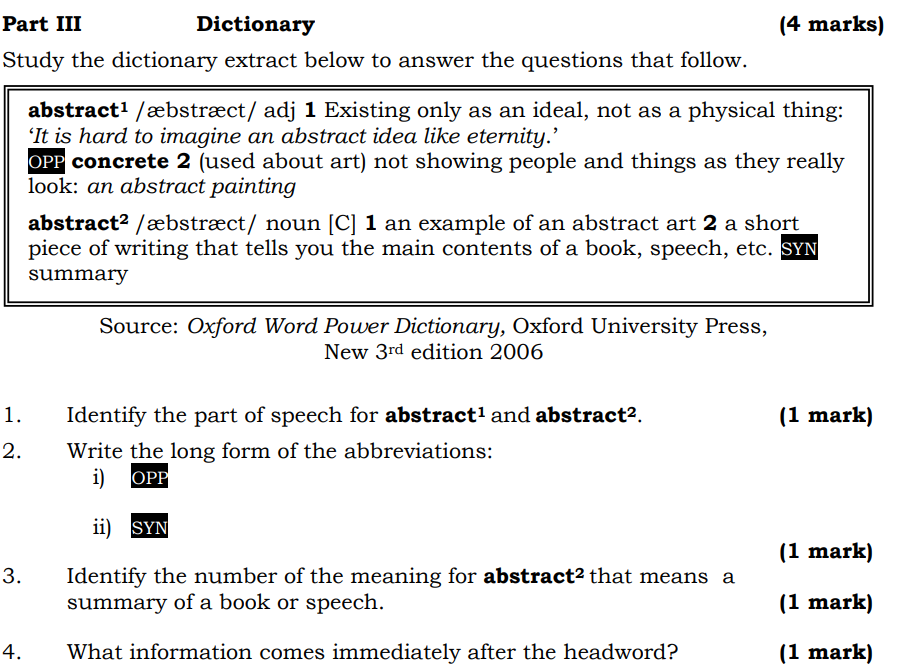 Part III Dictionary (4 marks)
Study the dictionary extract below to answer the questions that follow.
abstract¹ /æbstræct/ adj 1 Existing only as an ideal, not as a physical thing:
‘It is hard to imagine an abstract idea like eternity.’
OPP concrete 2 (used about art) not showing people and things as they really
look: an abstract painting
abstract² /æbstræct/ noun [C] 1 an example of an abstract art 2 a short
piece of writing that tells you the main contents of a book, speech, etc. SYN
summary
Source: Oxford Word Power Dictionary, Oxford University Press,
New 3rd edition 2006
1. Identify the part of speech for abstract¹ and abstract². (1 mark)
2. Write the long form of the abbreviations:
i) OPP
ii) SYN
(1 mark)
3. Identify the number of the meaning for abstract² that means a
summary of a book or speech. (1 mark)
4. What information comes immediately after the headword? (1 mark)